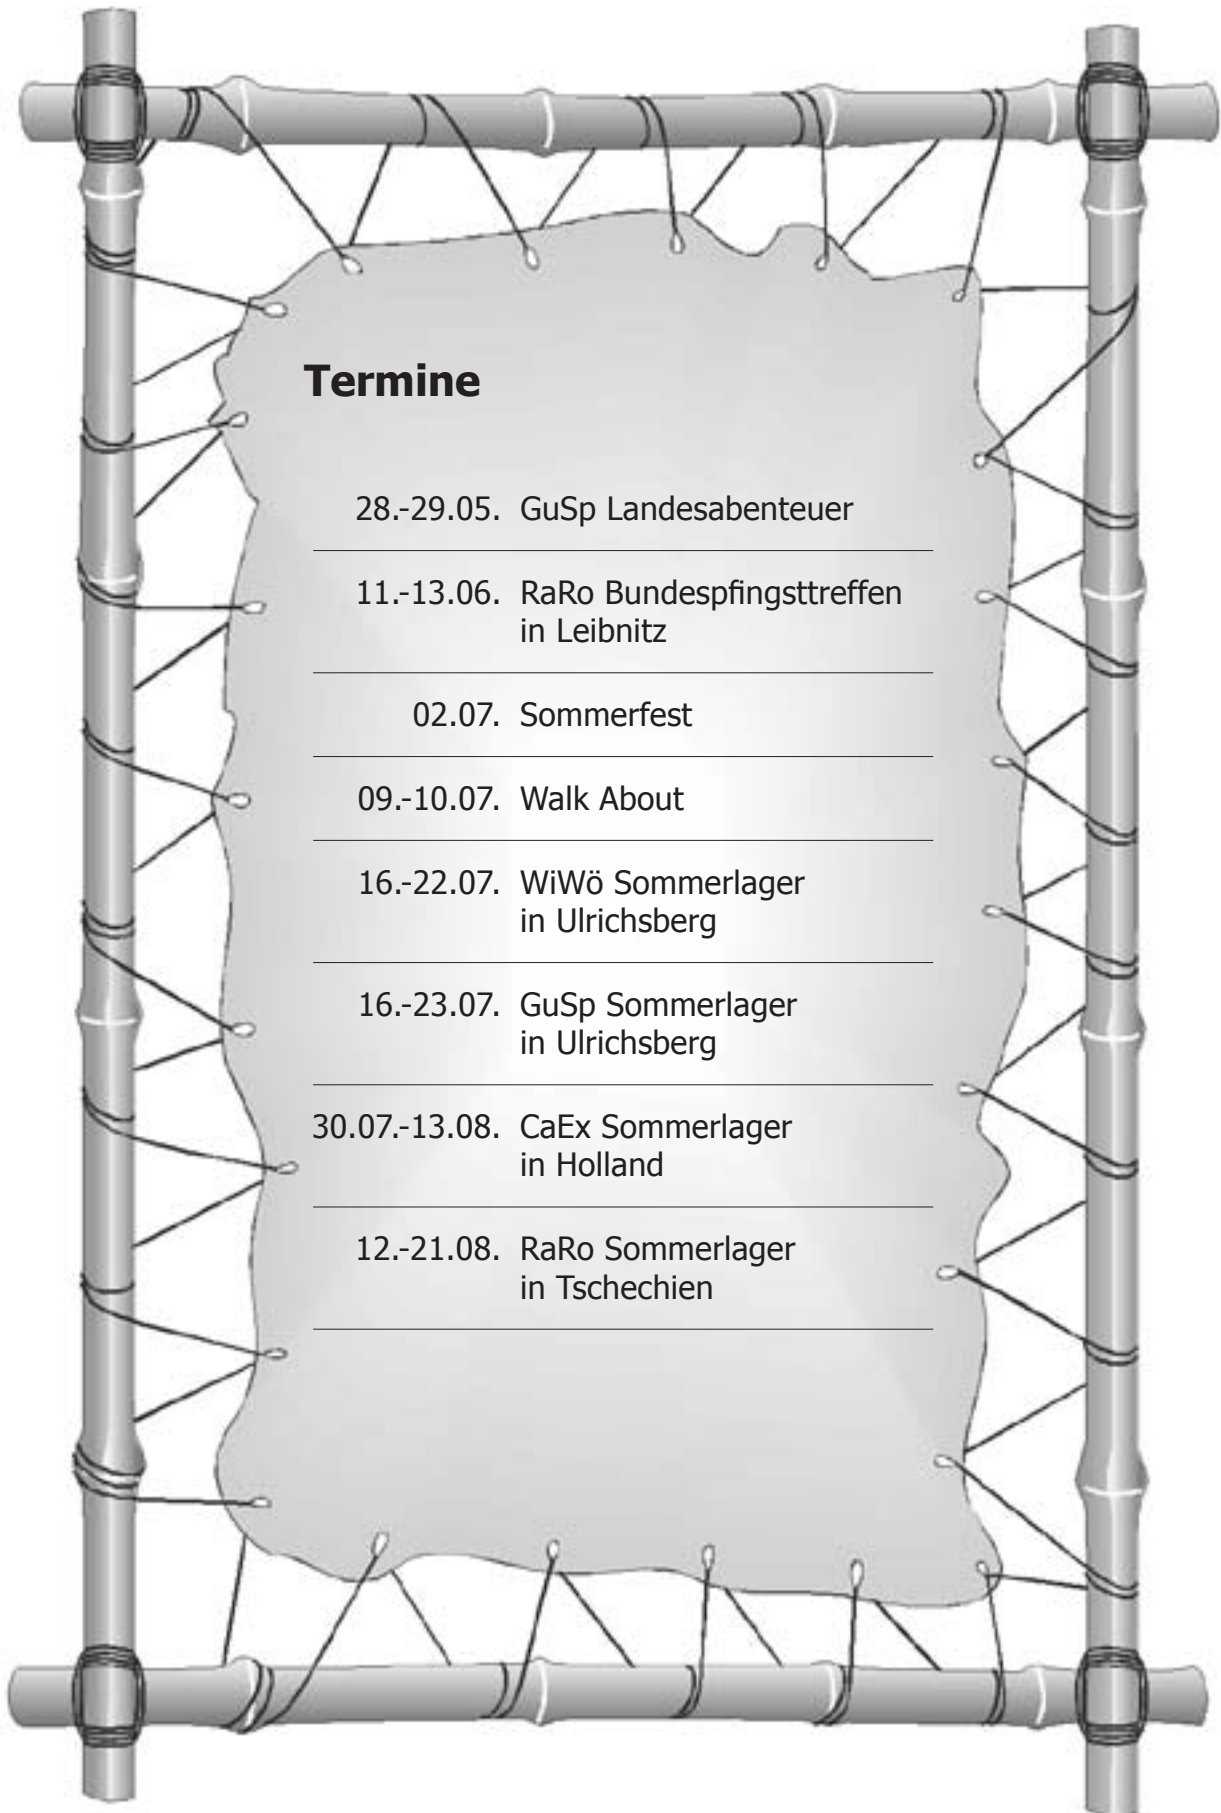 Termine
28.-29.05. GuSp Landesabenteuer
11.-13.06. RaRo Bundespfingsttreffen
in Leibnitz
02.07. Sommerfest
09.-10.07. Walk About
16.-22.07. WiWö Sommerlager
in Ulrichsberg
16.-23.07. GuSp Sommerlager
in Ulrichsberg
30.07.-13.08. CaEx Sommerlager
in Holland
12.-21.08. RaRo Sommerlager
in Tschechien